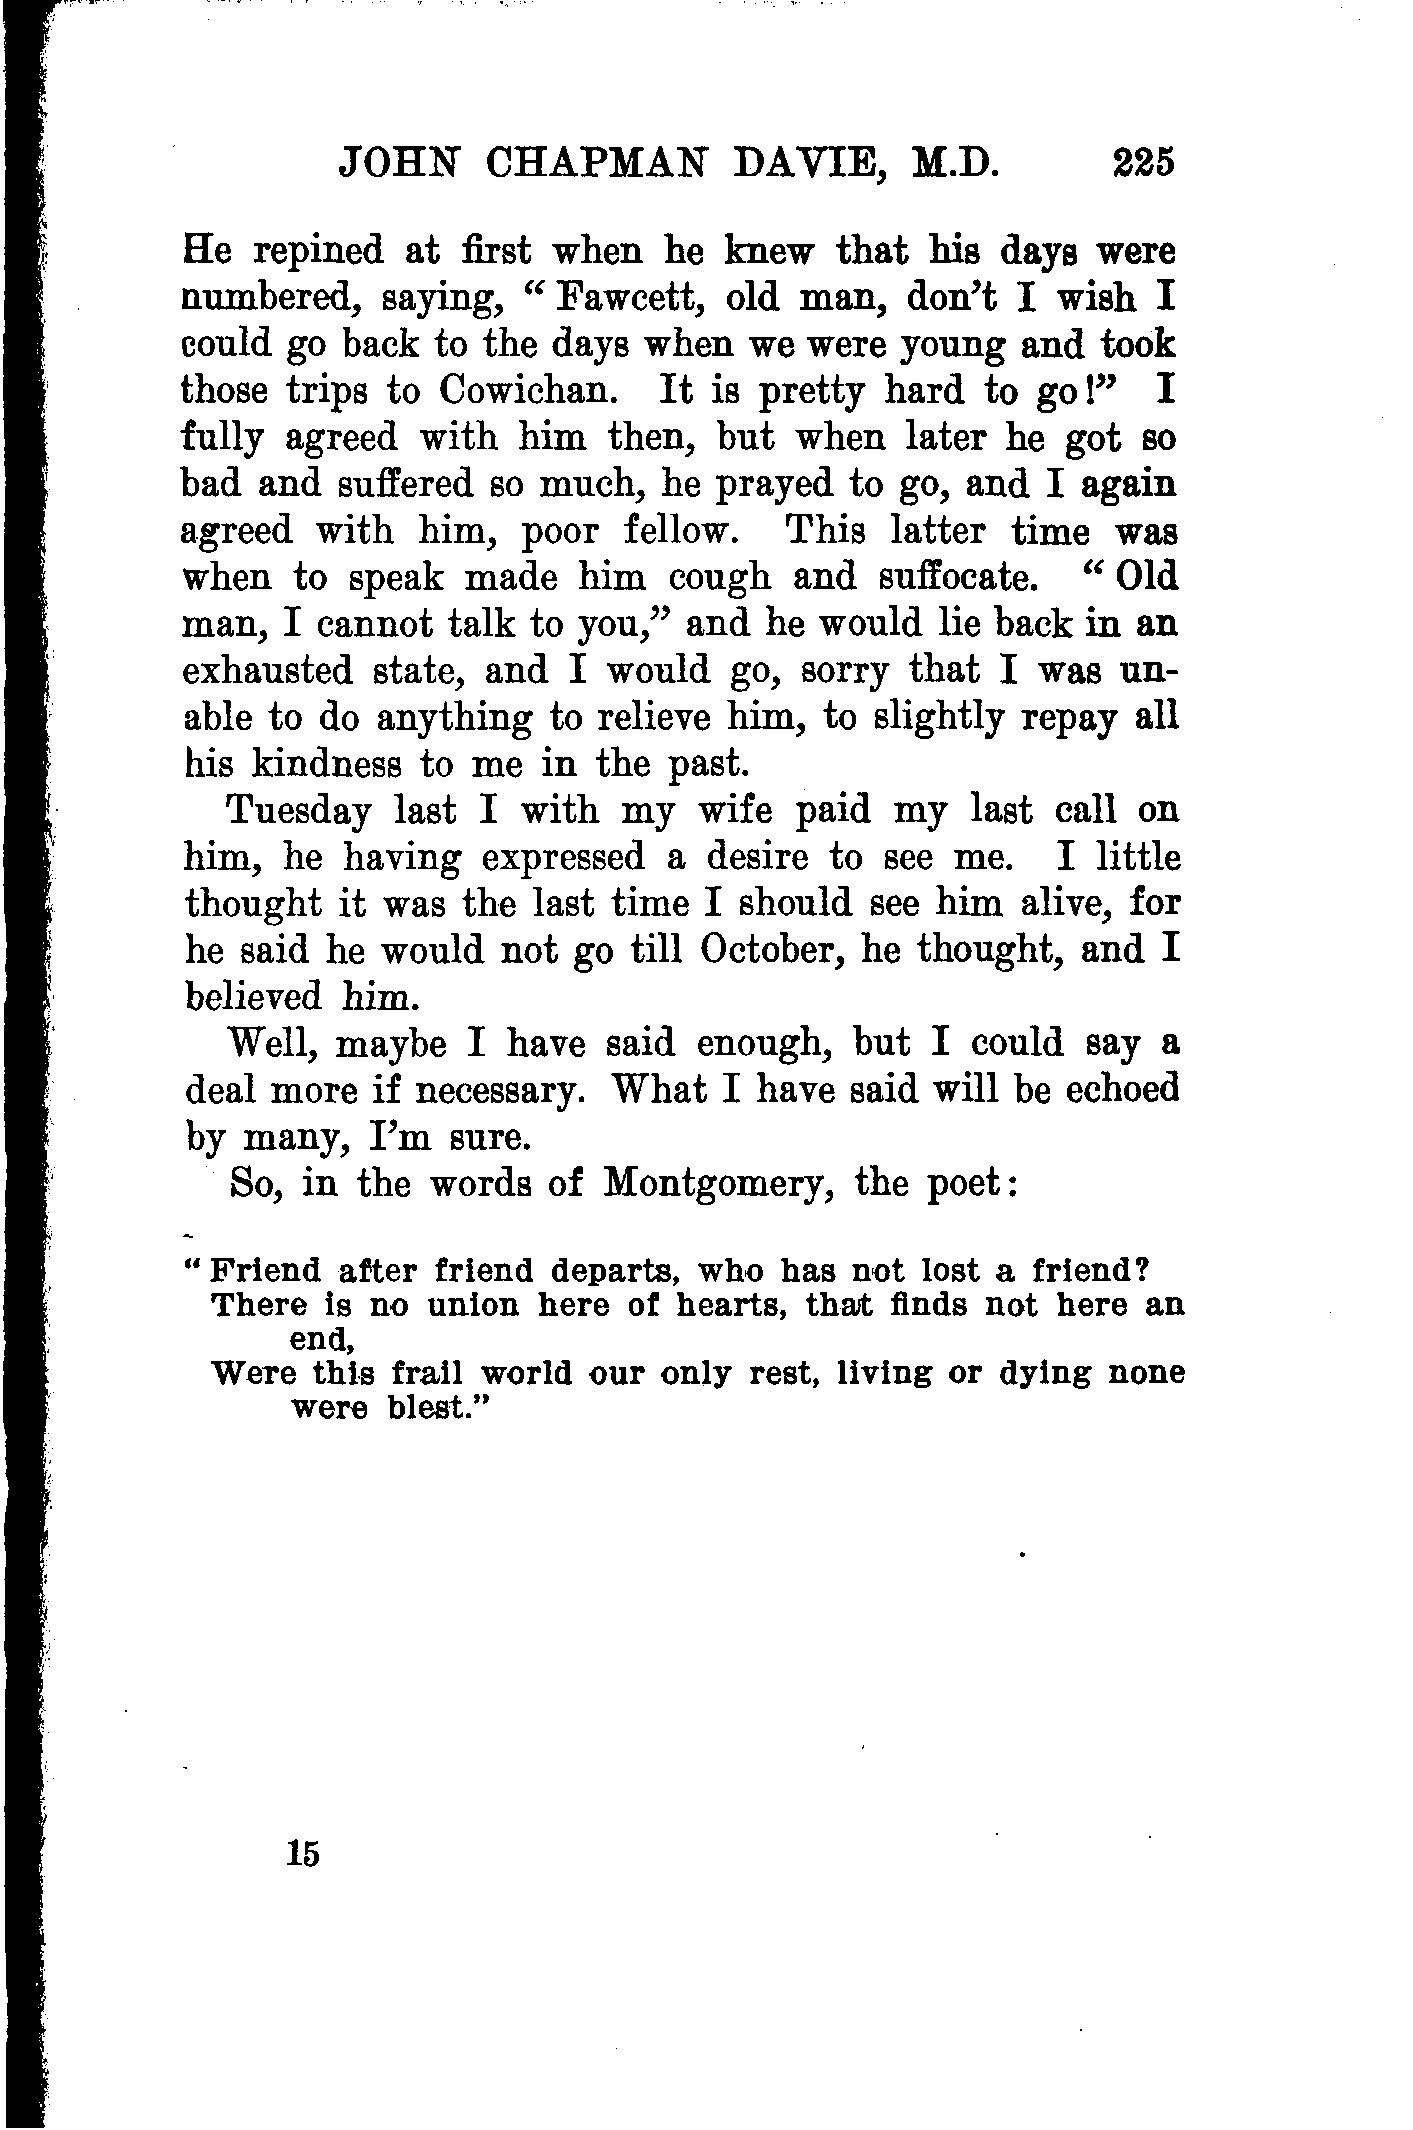 JOHN CHAPMAN DAVIE, M.D. 225
He repined at first when he knew that his days were
numbered, saying, “ Fawcett, old man, don’t I wish I
could go back to the days when we were young and took
those trips to Cowichan. It is pretty hard to go!” I
fully agreed with him then, but when later he got so
bad and suffered so much, he prayed to go, and I again
agreed with him, poor fellow. This latter time was
when to speak made him cough and suffocate. “ Old
man, I cannot talk to you,” and he would lie back in an
exhausted state, and I would go, sorry that I was un-
able to do anything to relieve him, to slightly repay all
his kindness to me in the past.
Tuesday last I with my wife paid my last call on
him, he having expressed a desire to see me. I little
thought it was the last time I should see him alive, for
he said he would not go till October, he thought, and I
believed him.
Well, maybe I have said enough, but I could say a
deal more if necessary. What I have said will be echoed
by many, I’m sure.
So, in the words of Montgomery, the poet:
“ Friend after friend departs, who has not lost a friend?
There is no union here of hearts, that finds not here an
end,
Were this frail world our only rest, living or dying none
were blest.”
15